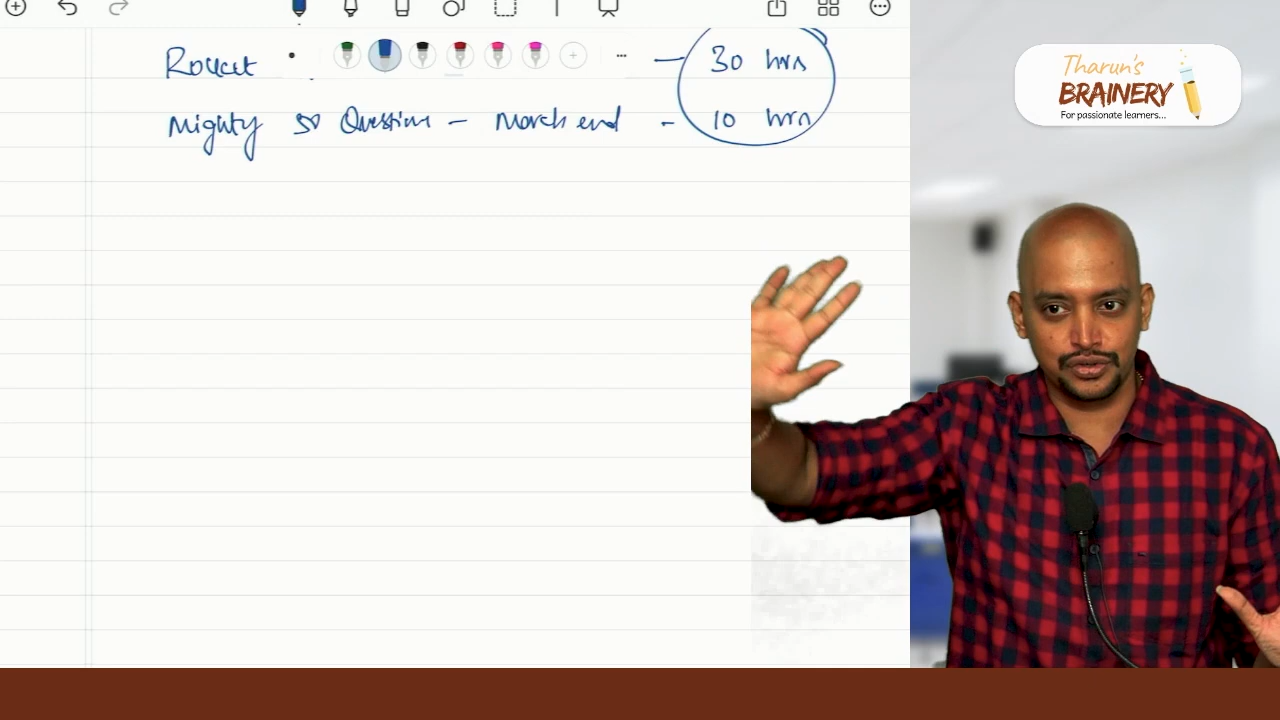 Rocket — 30 hrs
Mighty 50 Question - March end - 10 hrs
Tharun's
BRAINERY
For passionate learners...